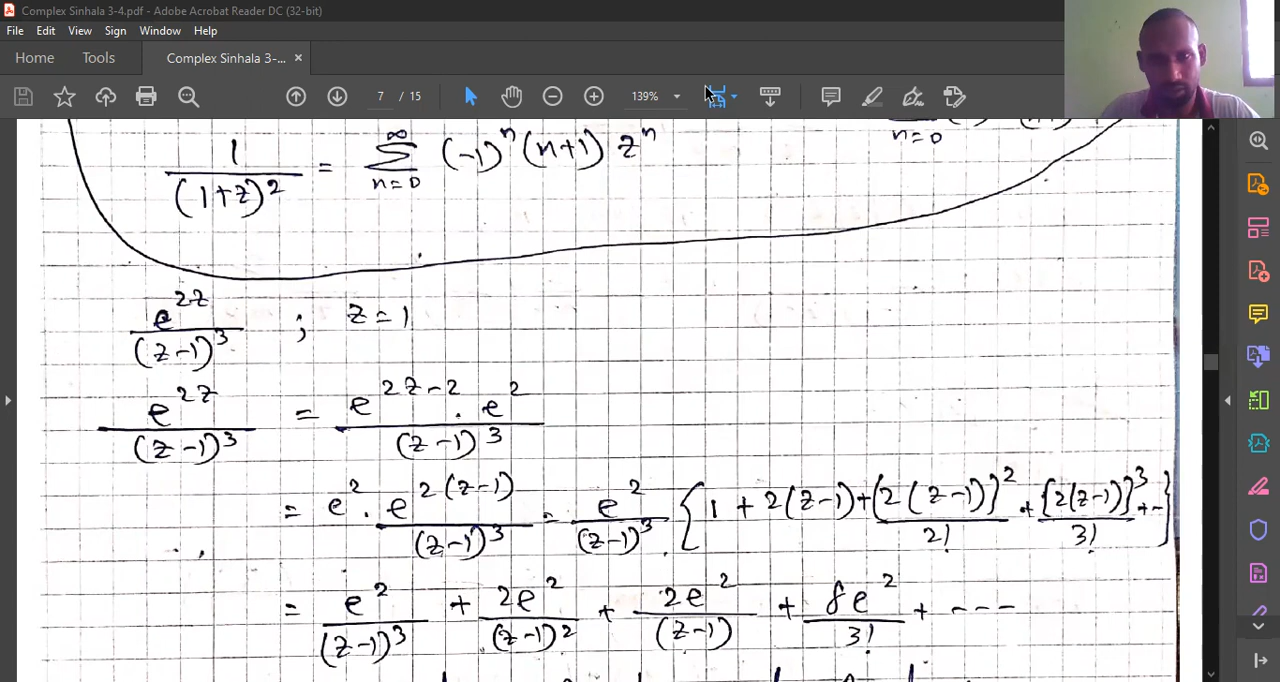 Complex Sinhala 3-4.pdf - Adobe Acrobat Reader DC (32-bit)
File Edit View Sign Window Help
Home Tools Complex Sinhala 3-... ×
7 / 15 139%
n=0
1/(1+z)² = ∑_{n=0}^{∞} (-1)ⁿ (n+1) zⁿ
e^{2z}/(z-1)³ ; z = 1
e^{2z}/(z-1)³ = e^{2z-2} . e²/(z-1)³
= e² . e^{2(z-1)}/(z-1)³ = e²/(z-1)³ { 1 + 2(z-1) + (2(z-1))²/2! + {2(z-1)}³/3! + - }
= e²/(z-1)³ + 2e²/(z-1)² + 2e²/(z-1) + 8e²/3! + ---